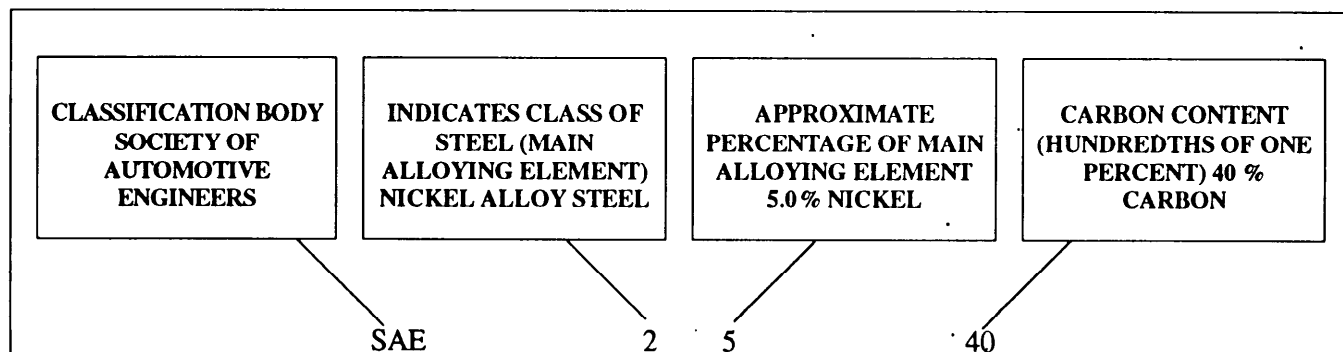 CLASSIFICATION BODY
SOCIETY OF
AUTOMOTIVE
ENGINEERS
INDICATES CLASS OF
STEEL (MAIN
ALLOYING ELEMENT)
NICKEL ALLOY STEEL
APPROXIMATE
PERCENTAGE OF MAIN
ALLOYING ELEMENT
5.0% NICKEL
CARBON CONTENT
(HUNDREDTHS OF ONE
PERCENT) 40 %
CARBON
SAE 2 5 40